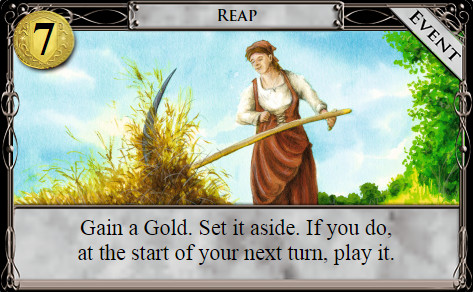 REAP
EVENT
7
Gain a Gold. Set it aside. If you do,
at the start of your next turn, play it.